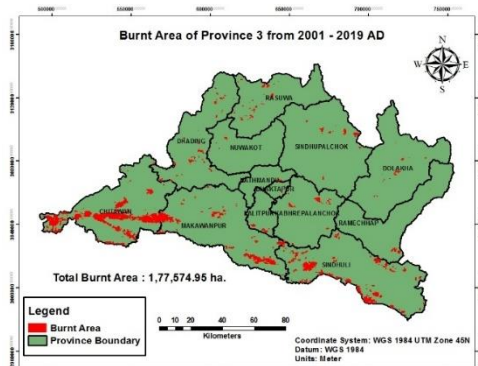 Burnt Area of Province 3 from 2001 - 2019 AD
N
W E
S
RASUWA
DHADING
NUWAKOT
SINDHUPALCHOK
DOLAKHA
KATHMANDU
BHAKTAPUR
CHITAWAN
LALITPUR KABHREPALANCHOK
RAMECHHAP
MAKAWANPUR
SINDHULI
Total Burnt Area : 1,77,574.95 ha.
Legend
Burnt Area
Province Boundary
0 10 20 40 60 80
Kilometers
Coordinate System: WGS 1984 UTM Zone 45N
Datum: WGS 1984
Units: Meter